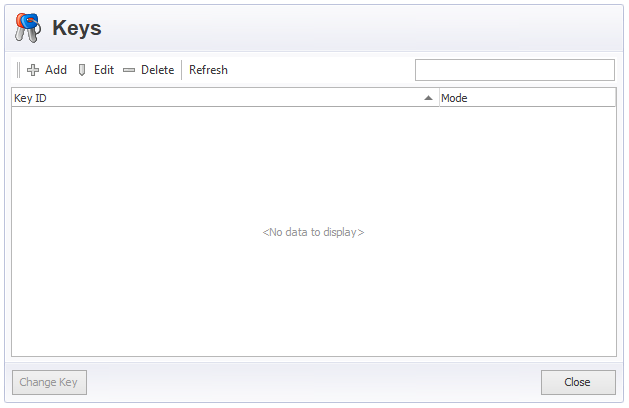 Keys
Add Edit Delete Refresh
Key ID Mode
<No data to display>
Change Key Close